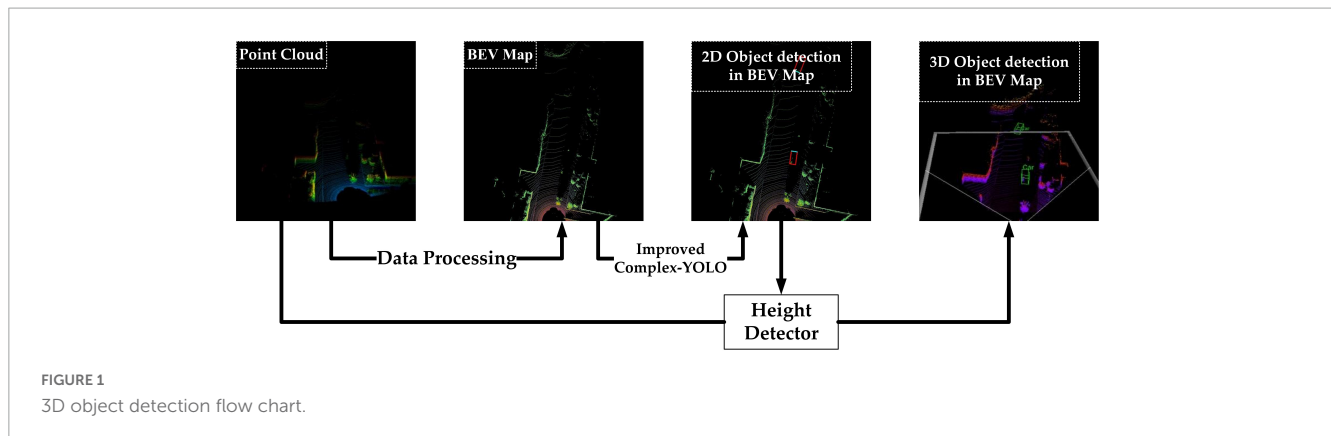 Point Cloud
BEV Map
2D Object detection
in BEV Map
3D Object detection
in BEV Map
Data Processing
Improved
Complex-YOLO
Height
Detector
FIGURE 1
3D object detection flow chart.